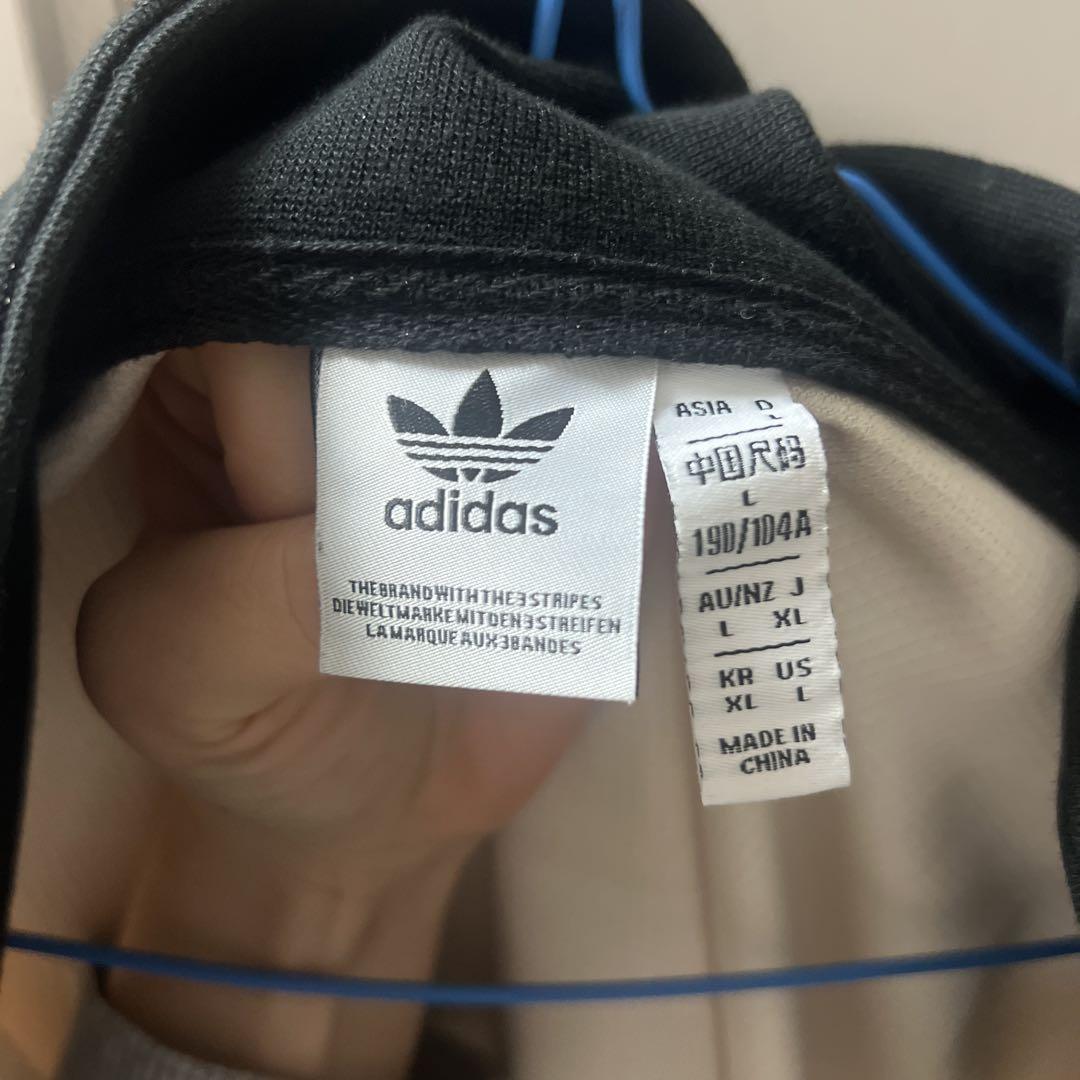 adidas
THE BRAND WITH THE 3 STRIPES
DIE WELTMARKE MIT DEN 3 STREIFEN
LA MARQUE AUX 3 BANDES
ASIA D
L
中国尺码
L
190/104A
AU/NZ J
L XL
KR US
XL L
MADE IN
CHINA